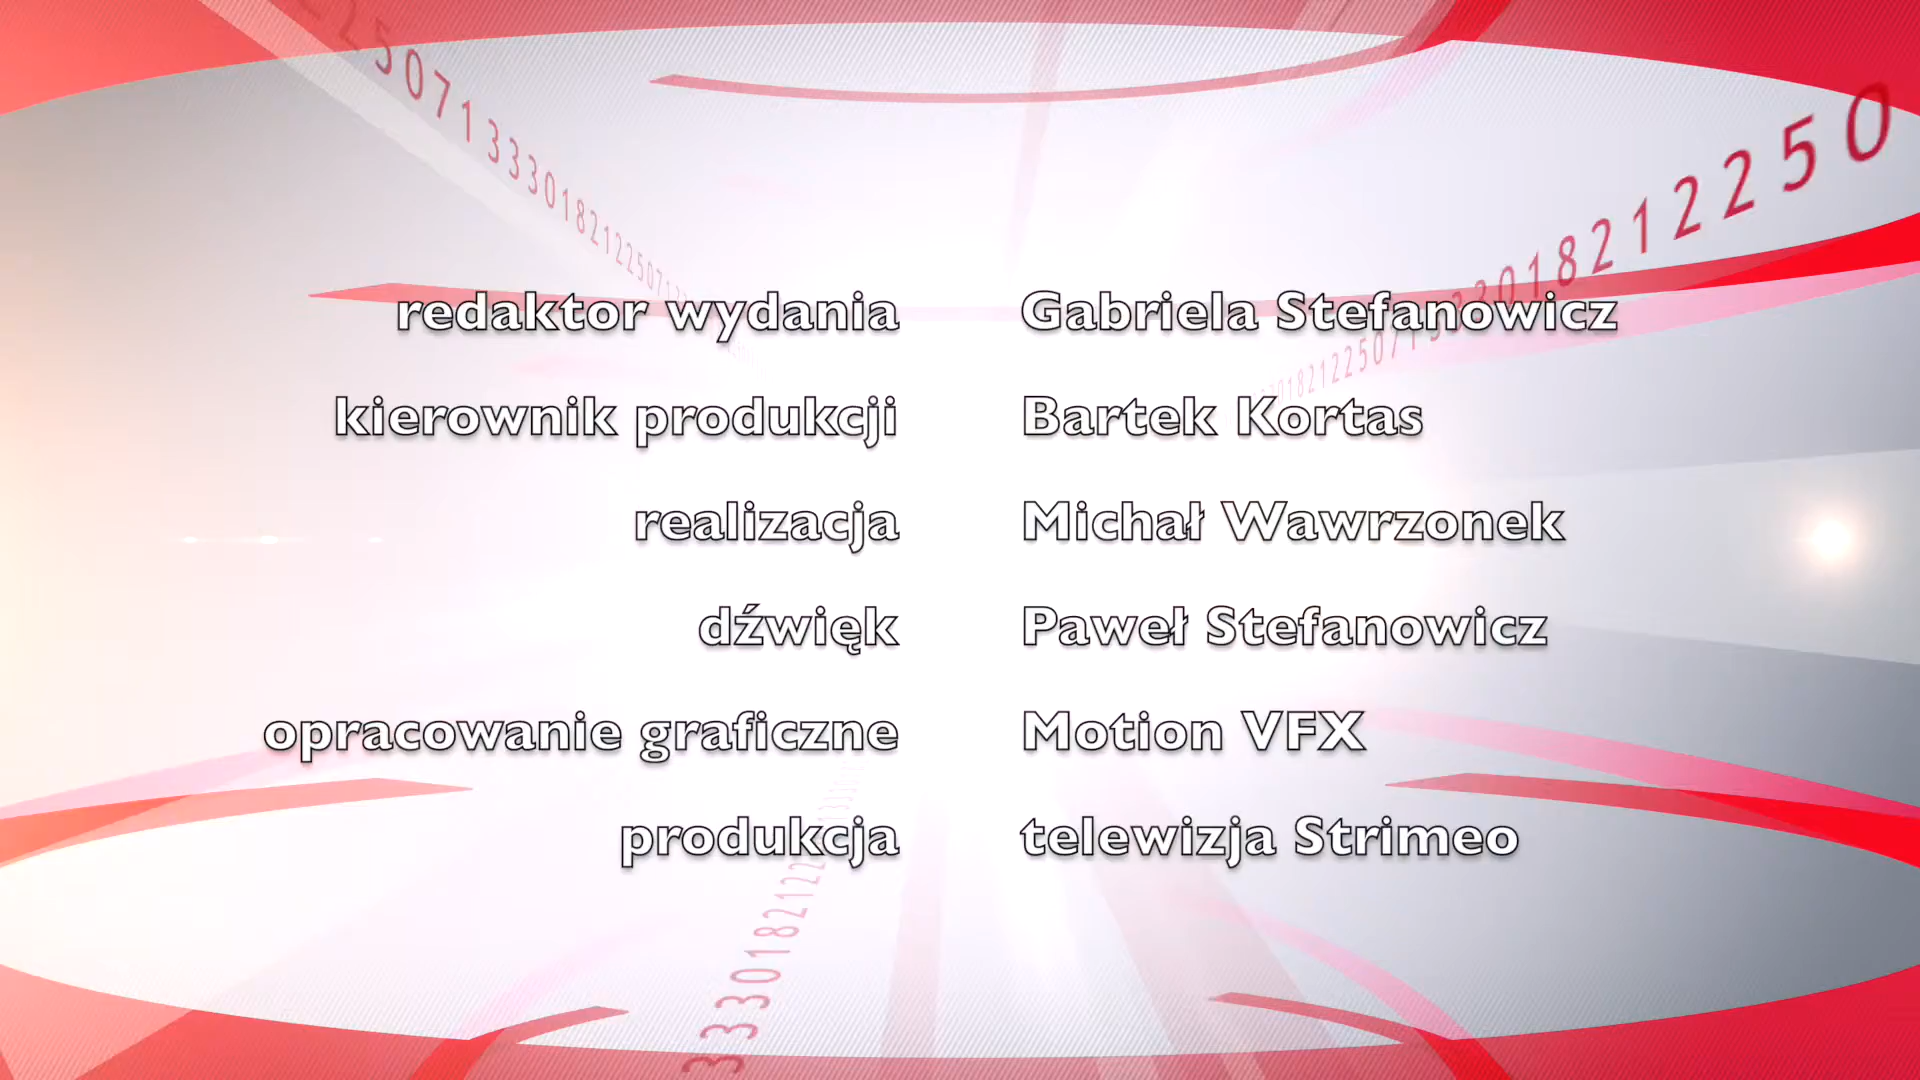 redaktor wydania Gabriela Stefanowicz
kierownik produkcji Bartek Kortas
realizacja Michał Wawrzonek
dźwięk Paweł Stefanowicz
opracowanie graficzne Motion VFX
produkcja telewizja Strimeo